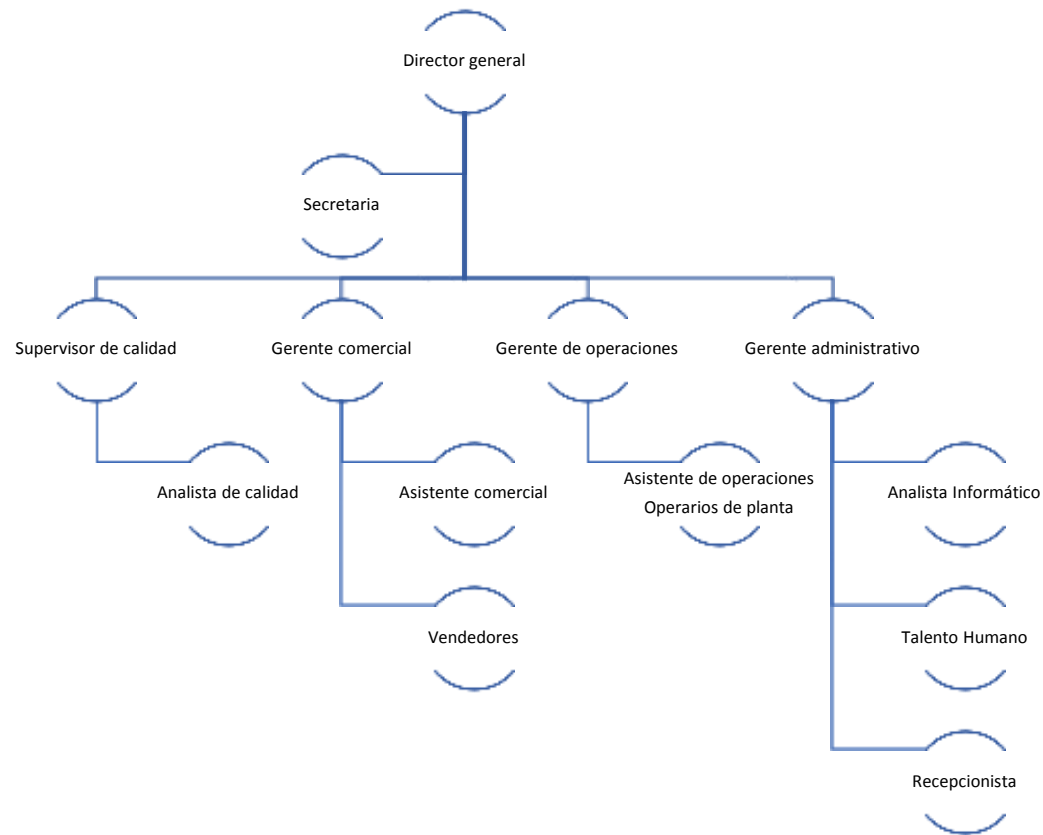 Director general
Secretaria
Supervisor de calidad
Gerente comercial
Gerente de operaciones
Gerente administrativo
Analista de calidad
Asistente comercial
Asistente de operaciones
Operarios de planta
Analista Informático
Vendedores
Talento Humano
Recepcionista